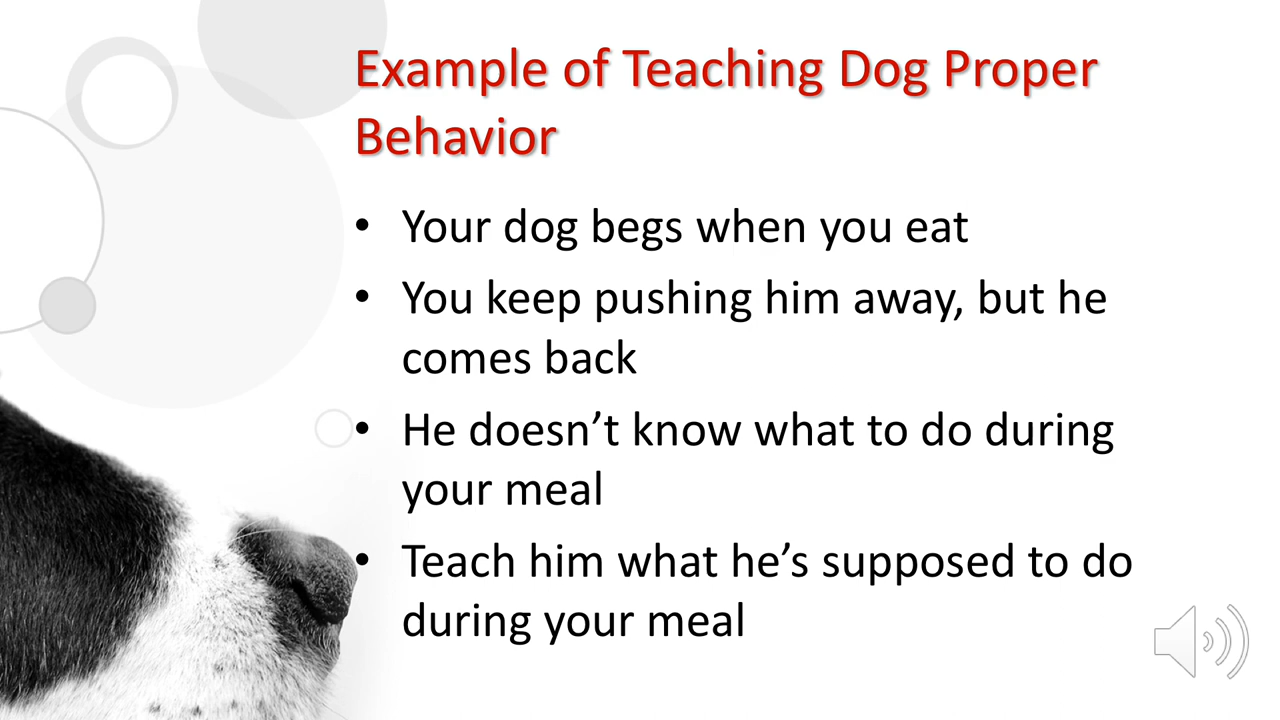 Example of Teaching Dog Proper
Behavior
• Your dog begs when you eat
• You keep pushing him away, but he
comes back
• He doesn’t know what to do during
your meal
• Teach him what he’s supposed to do
during your meal